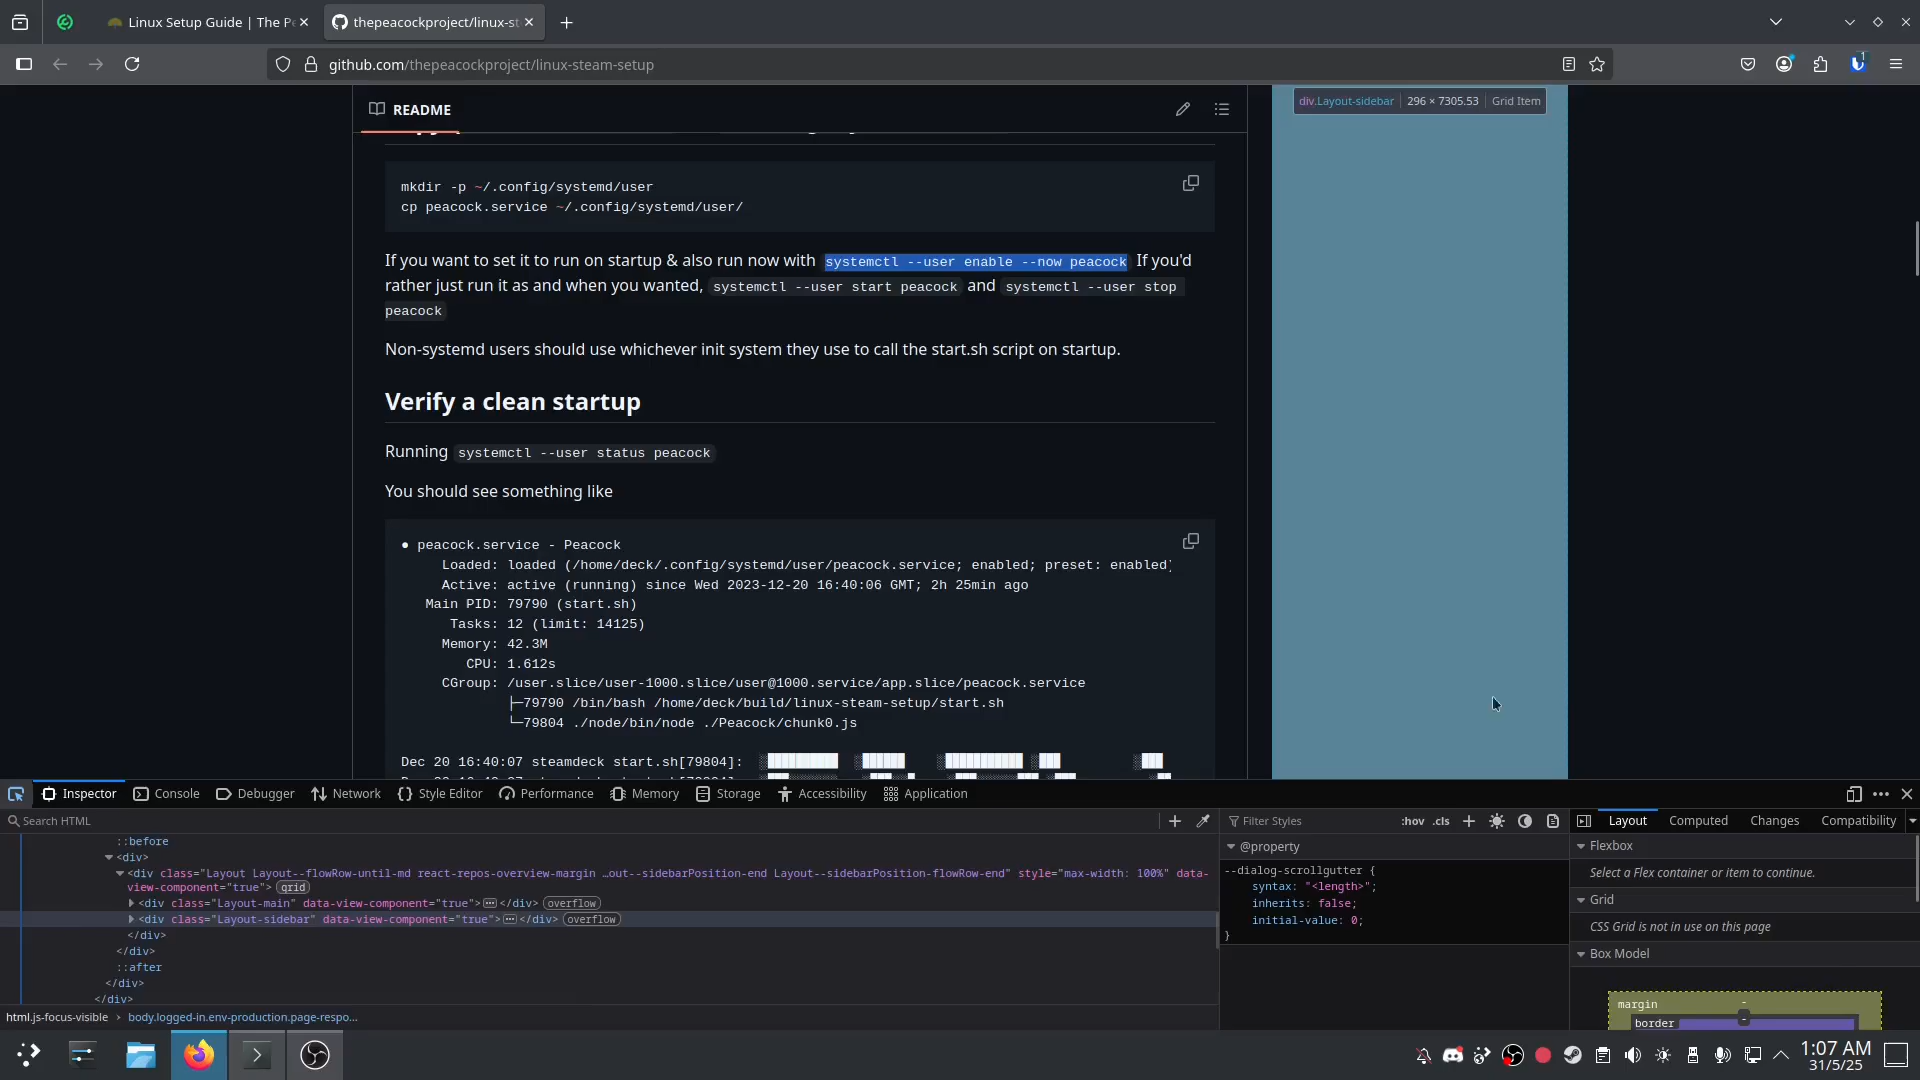 Linux Setup Guide | The Pe
thepeacockproject/linux-st
github.com/thepeacockproject/linux-steam-setup
1
README
div.Layout-sidebar 296 × 7305.53 Grid Item
mkdir -p ~/.config/systemd/user
cp peacock.service ~/.config/systemd/user/
If you want to set it to run on startup & also run now with systemctl --user enable --now peacock If you'd
rather just run it as and when you wanted, systemctl --user start peacock and systemctl --user stop
peacock
Non-systemd users should use whichever init system they use to call the start.sh script on startup.
Verify a clean startup
Running systemctl --user status peacock
You should see something like
● peacock.service - Peacock
Loaded: loaded (/home/deck/.config/systemd/user/peacock.service; enabled; preset: enabled)
Active: active (running) since Wed 2023-12-20 16:40:06 GMT; 2h 25min ago
Main PID: 79790 (start.sh)
Tasks: 12 (limit: 14125)
Memory: 42.3M
CPU: 1.612s
CGroup: /user.slice/user-1000.slice/user@1000.service/app.slice/peacock.service
├─79790 /bin/bash /home/deck/build/linux-steam-setup/start.sh
└─79804 ./node/bin/node ./Peacock/chunk0.js
Dec 20 16:40:07 steamdeck start.sh[79804]:
Inspector Console Debugger Network Style Editor Performance Memory Storage Accessibility Application
Search HTML
Filter Styles :hov .cls
Layout Computed Changes Compatibility
::before
<div>
<div class="Layout Layout--flowRow-until-md react-repos-overview-margin …out--sidebarPosition-end Layout--sidebarPosition-flowRow-end" style="max-width: 100%" data-
view-component="true"> grid
<div class="Layout-main" data-view-component="true"> </div> overflow
<div class="Layout-sidebar" data-view-component="true"> </div> overflow
</div>
</div>
::after
</div>
</div>
html.js-focus-visible › body.logged-in.env-production.page-respo…
@property
--dialog-scrollgutter {
syntax: "<length>";
inherits: false;
initial-value: 0;
}
Flexbox
Select a Flex container or item to continue.
Grid
CSS Grid is not in use on this page
Box Model
margin -
border -
1:07 AM
31/5/25